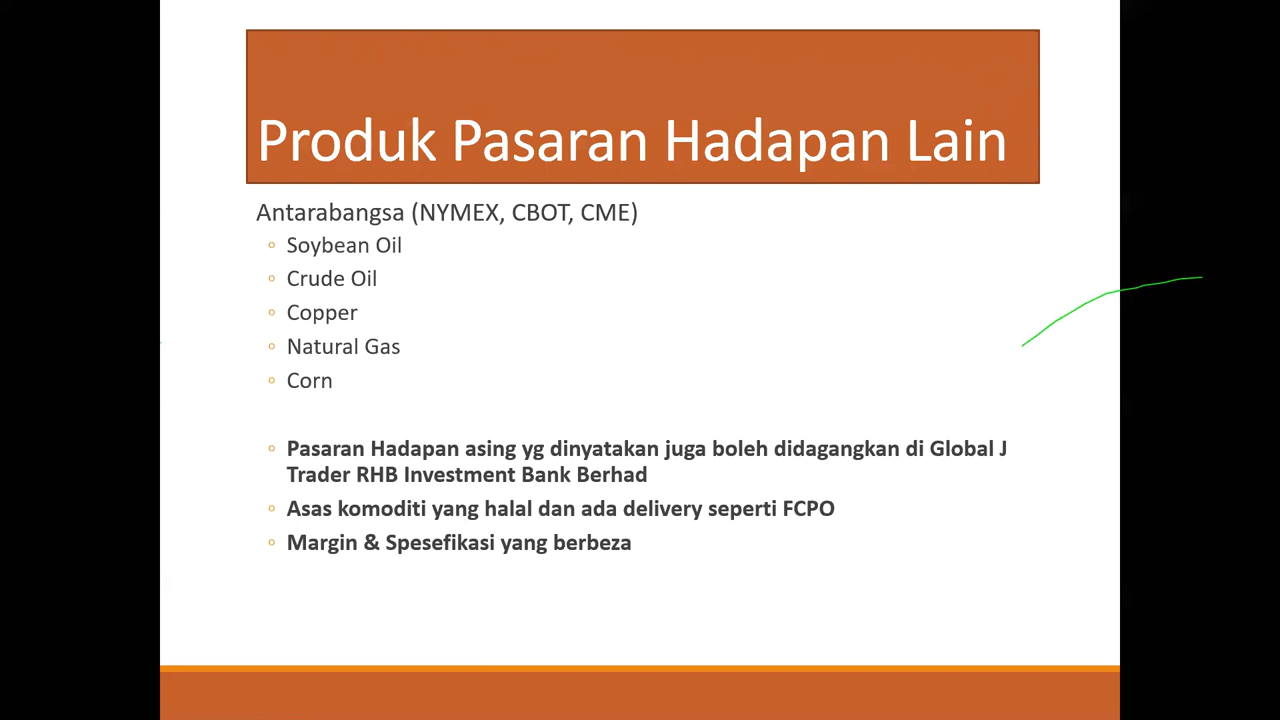 Produk Pasaran Hadapan Lain
Antarabangsa (NYMEX, CBOT, CME)
Soybean Oil
Crude Oil
Copper
Natural Gas
Corn
Pasaran Hadapan asing yg dinyatakan juga boleh didagangkan di Global J
Trader RHB Investment Bank Berhad
Asas komoditi yang halal dan ada delivery seperti FCPO
Margin & Spesefikasi yang berbeza